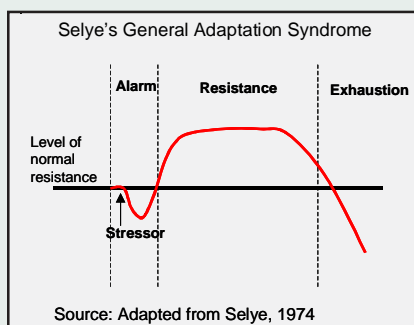 Selye's General Adaptation Syndrome
Alarm
Resistance
Exhaustion
Level of
normal
resistance
Stressor
Source: Adapted from Selye, 1974